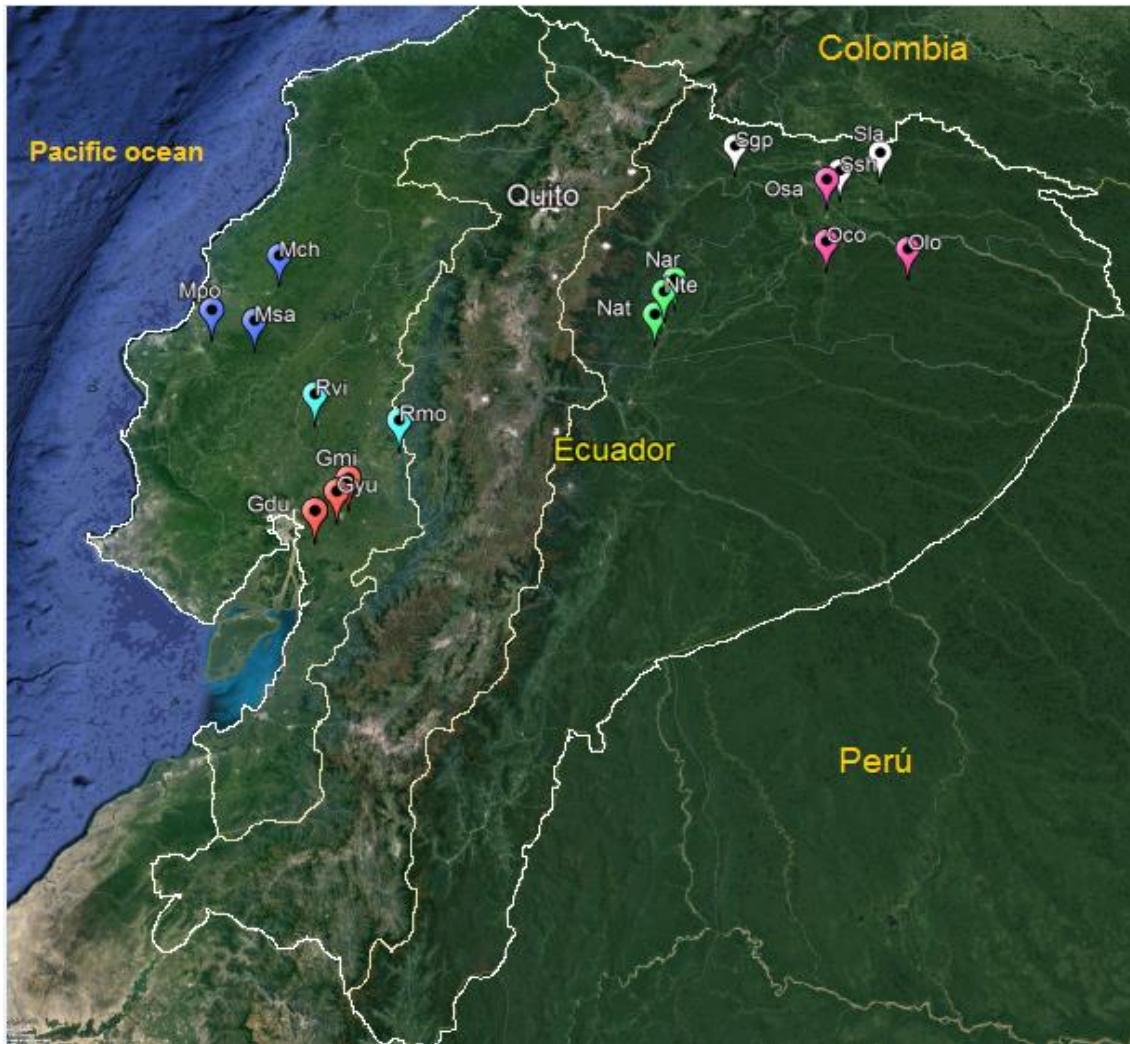 Colombia
Pacific ocean
Sgp
Sla
Ssh
Osa
Quito
Oco
Olo
Mch
Nar
Nte
Mpo
Msa
Nat
Rvi
Rmo
Ecuador
Gmi
Gyu
Gdu
Perú